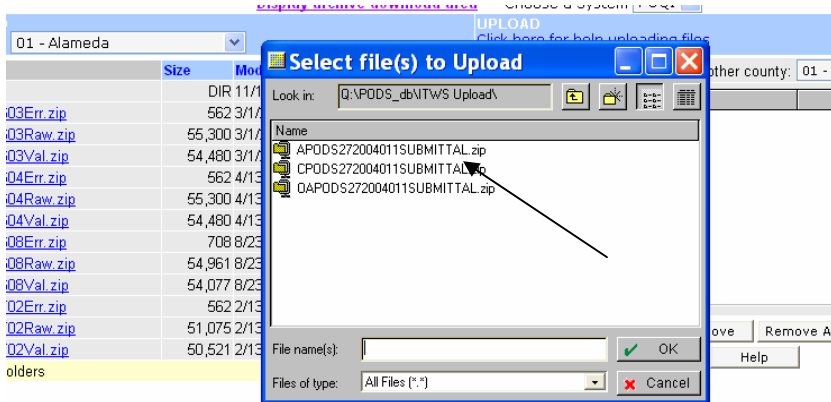 Display archive download area Choose a System POQI
UPLOAD
Click here for help uploading files
01 - Alameda
other county: 01 -
Size Mod
DIR 11/1
03Err.zip 562 3/1/
03Raw.zip 55,300 3/1/
03Val.zip 54,480 3/1/
04Err.zip 562 4/13
04Raw.zip 55,300 4/13
04Val.zip 54,480 4/13
08Err.zip 708 8/23
08Raw.zip 54,961 8/23
08Val.zip 54,077 8/23
02Err.zip 562 2/13
02Raw.zip 51,075 2/13
02Val.zip 50,521 2/13
olders
Select file(s) to Upload
Look in: Q:\PODS_db\ITWS Upload\
Name
APODS272004011SUBMITTAL.zip
CPODS272004011SUBMITTAL.zip
OAPODS272004011SUBMITTAL.zip
File name(s): OK
Files of type: All Files (*.*) Cancel
ove Remove A
Help